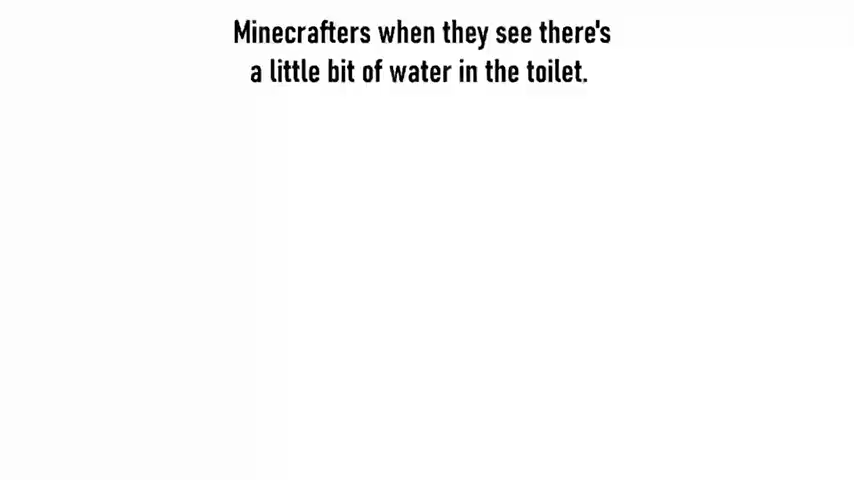 Minecrafters when they see there's
a little bit of water in the toilet.